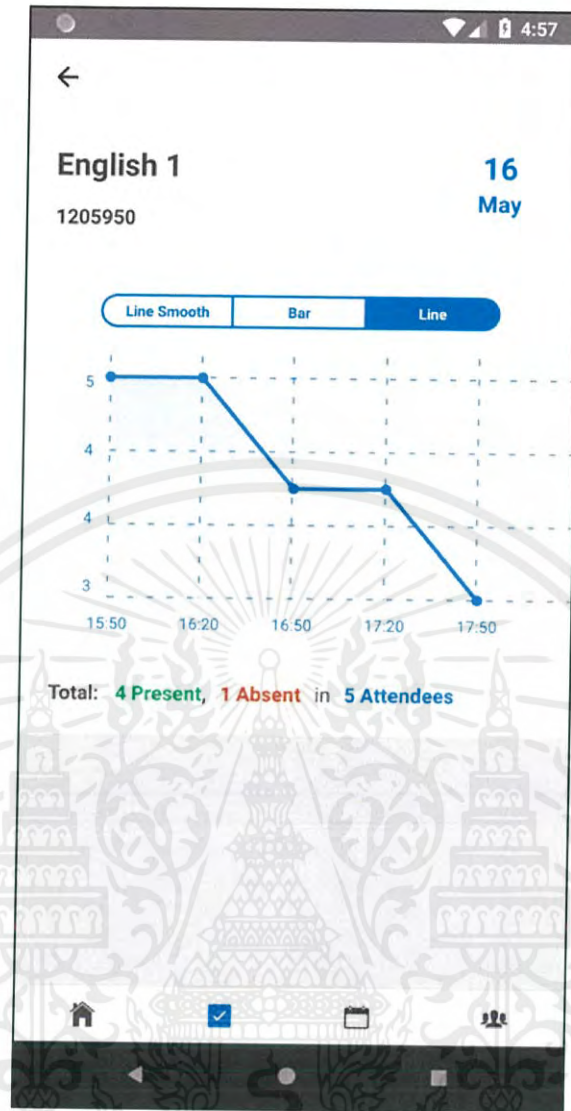 4:57
English 1
16
1205950
May
Line Smooth Bar Line
5
4
4
3
15:50 16:20 16:50 17:20 17:50
Total: 4 Present, 1 Absent in 5 Attendees